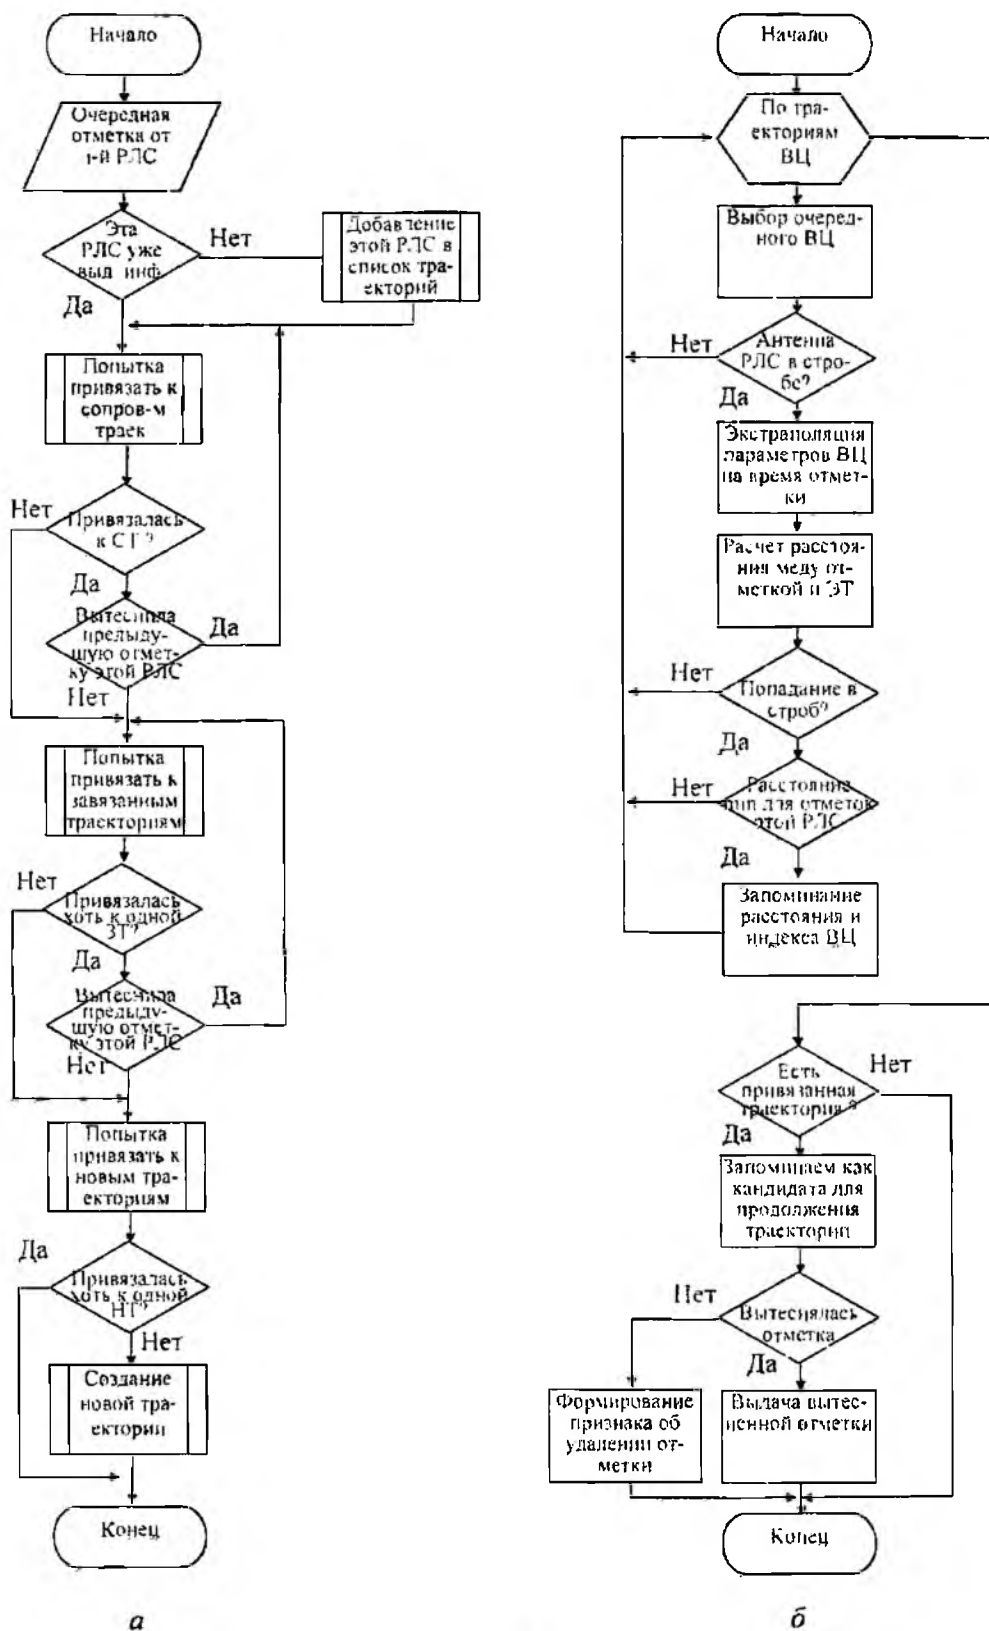 Начало
Очередная
отметка от
i-й РЛС
Эта
РЛС уже
выд инф
Нет
Добавление
этой РЛС в
список тра-
екторий
Да
Попытка
привязать к
сопров-м
траек
Нет
Привязалась
к СТ?
Да
Вытеснила
предыду-
щую отмет-
ку этой РЛС
Да
Нет
Попытка
привязать к
завязанным
траекториям
Нет
Привязалась
хоть к одной
ЗТ?
Да
Вытеснила
предыду-
щую отмет-
ку этой РЛС
Да
Нет
Попытка
привязать к
новым тра-
екториям
Да
Привязалась
хоть к одной
НТ?
Нет
Создание
новой тра-
ектории
Конец
а
Начало
По тра-
екториям
ВЦ
Выбор очеред-
ного ВЦ
Нет
Антенна
РЛС в стро-
бе?
Да
Экстраполяция
параметров ВЦ
на время отмет-
ки
Расчет расстоя-
ния меду от-
меткой и ЭТ
Нет
Попадание в
строб?
Да
Нет
Расстояние
min для отметок
этой РЛС
Да
Запоминание
расстояния и
индекса ВЦ
Есть
привязанная
траектория?
Нет
Да
Запоминаем как
кандидата для
продолжения
траектории
Нет
Вытеснялась
отметка
Да
Формирование
признака об
удалении от-
метки
Выдача вытес-
ненной отметки
Конец
б